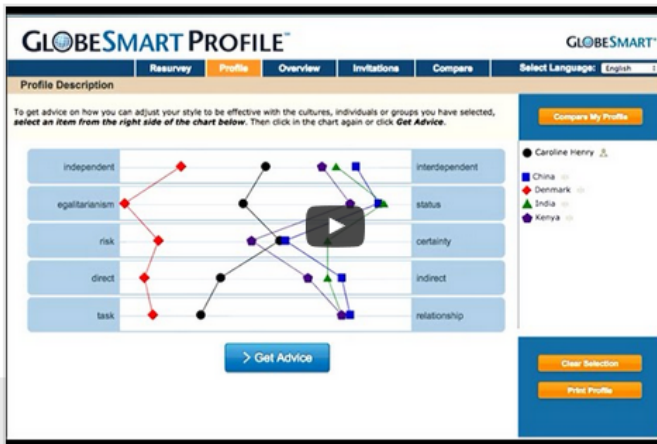 GLOBESMART PROFILE™
GLOBESMART™
Resurvey Profile Overview Invitations Compare Select Language: English
Profile Description
To get advice on how you can adjust your style to be effective with the cultures, individuals or groups you have selected,
select an item from the right side of the chart below. Then click in the chart again or click Get Advice.
Compare My Profile
Caroline Henry
China
Denmark
India
Kenya
independent interdependent
egalitarianism status
risk certainty
direct indirect
task relationship
Get Advice
Clear Selection
Print Profile